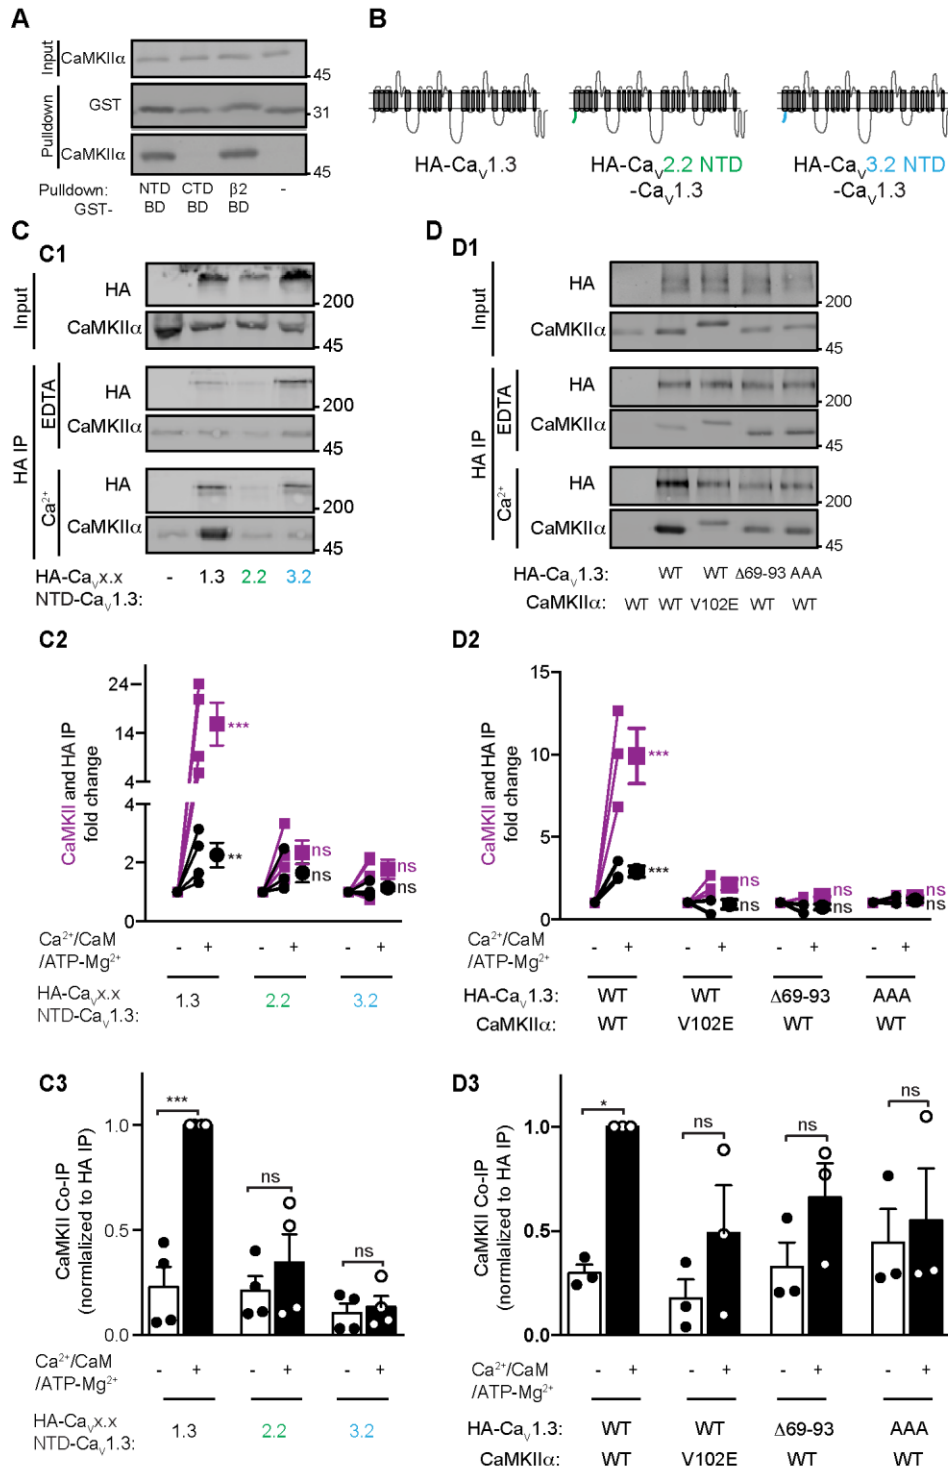 A
Input
CaMKIIα
45
Pulldown
GST
31
CaMKIIα
45
Pulldown: NTD CTD β2 -
GST- BD BD BD
B
HA-CaV1.3
HA-CaV2.2 NTD
-CaV1.3
HA-CaV3.2 NTD
-CaV1.3
C
C1
Input
HA
200
CaMKIIα
45
HA IP
EDTA
HA
200
CaMKIIα
45
Ca2+
HA
200
CaMKIIα
45
HA-CaVx.x - 1.3 2.2 3.2
NTD-CaV1.3:
D
D1
Input
HA
200
CaMKIIα
45
HA IP
EDTA
HA
200
CaMKIIα
45
Ca2+
HA
200
CaMKIIα
45
HA-CaV1.3: WT WT Δ69-93 AAA
CaMKIIα: WT WT V102E WT WT
C2
CaMKII and HA IP
fold change
24
14
4
4
2
0
***
**
ns
ns
ns
ns
Ca2+/CaM
/ATP-Mg2+
- + - + - +
HA-CaVx.x
NTD-CaV1.3:
1.3 2.2 3.2
D2
CaMKII and HA IP
fold change
15
10
5
0
***
***
ns
ns
ns
ns
ns
ns
Ca2+/CaM
/ATP-Mg2+
- + - + - + - +
HA-CaV1.3: WT WT Δ69-93 AAA
CaMKIIα: WT V102E WT WT
C3
CaMKII Co-IP
(normlalized to HA IP)
1.0
0.5
0.0
***
ns
ns
Ca2+/CaM
/ATP-Mg2+
- + - + - +
HA-CaVx.x
NTD-CaV1.3:
1.3 2.2 3.2
D3
CaMKII Co-IP
(normalized to HA IP)
1.0
0.5
0.0
*
ns
ns
ns
Ca2+/CaM
/ATP-Mg2+
- + - + - + - +
HA-CaV1.3: WT WT Δ69-93 AAA
CaMKIIα: WT V102E WT WT